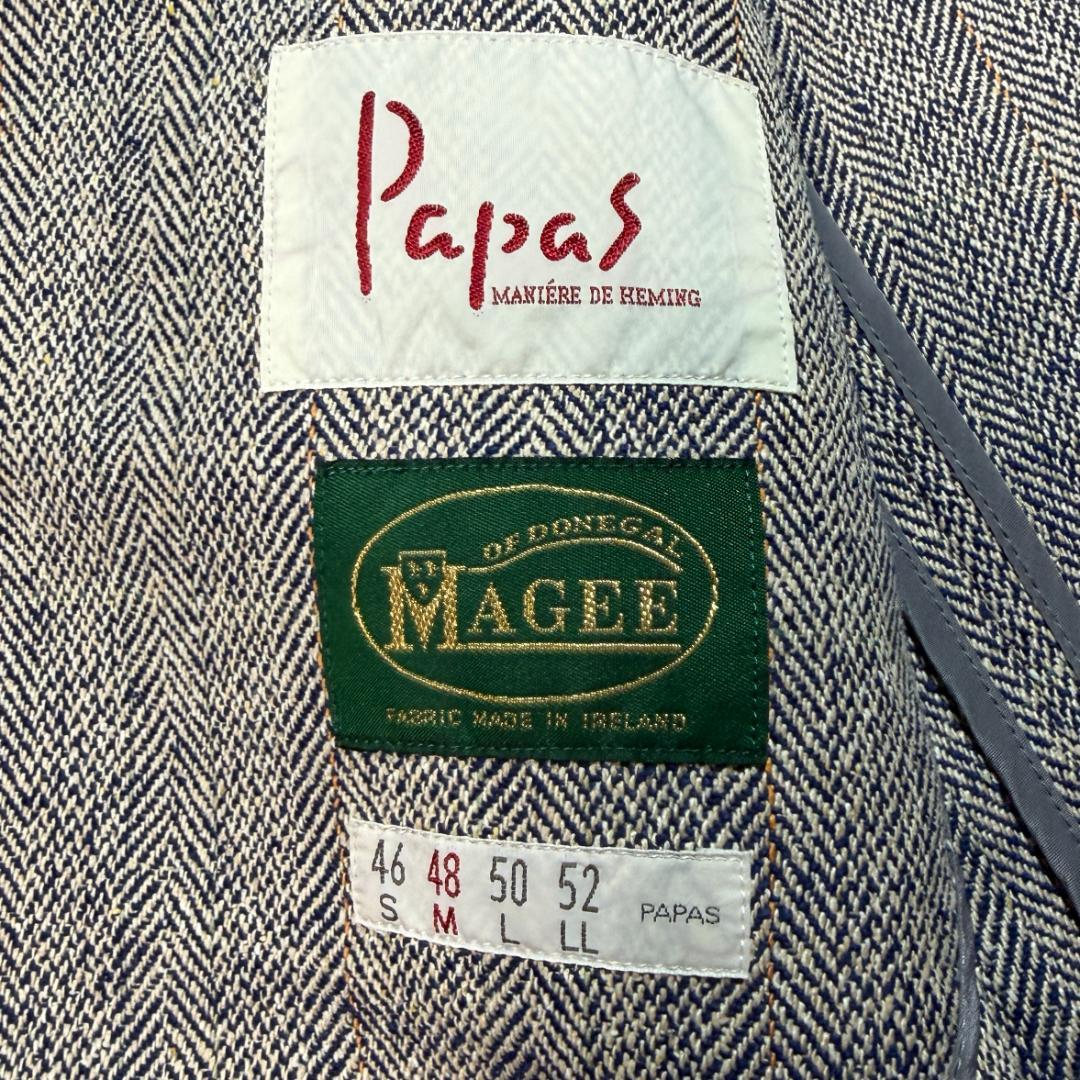 Papas
MANIÉRE DE HEMING
OF DONEGAL
MAGEE
FABRIC MADE IN IRELAND
46 48 50 52
S M L LL
PAPAS